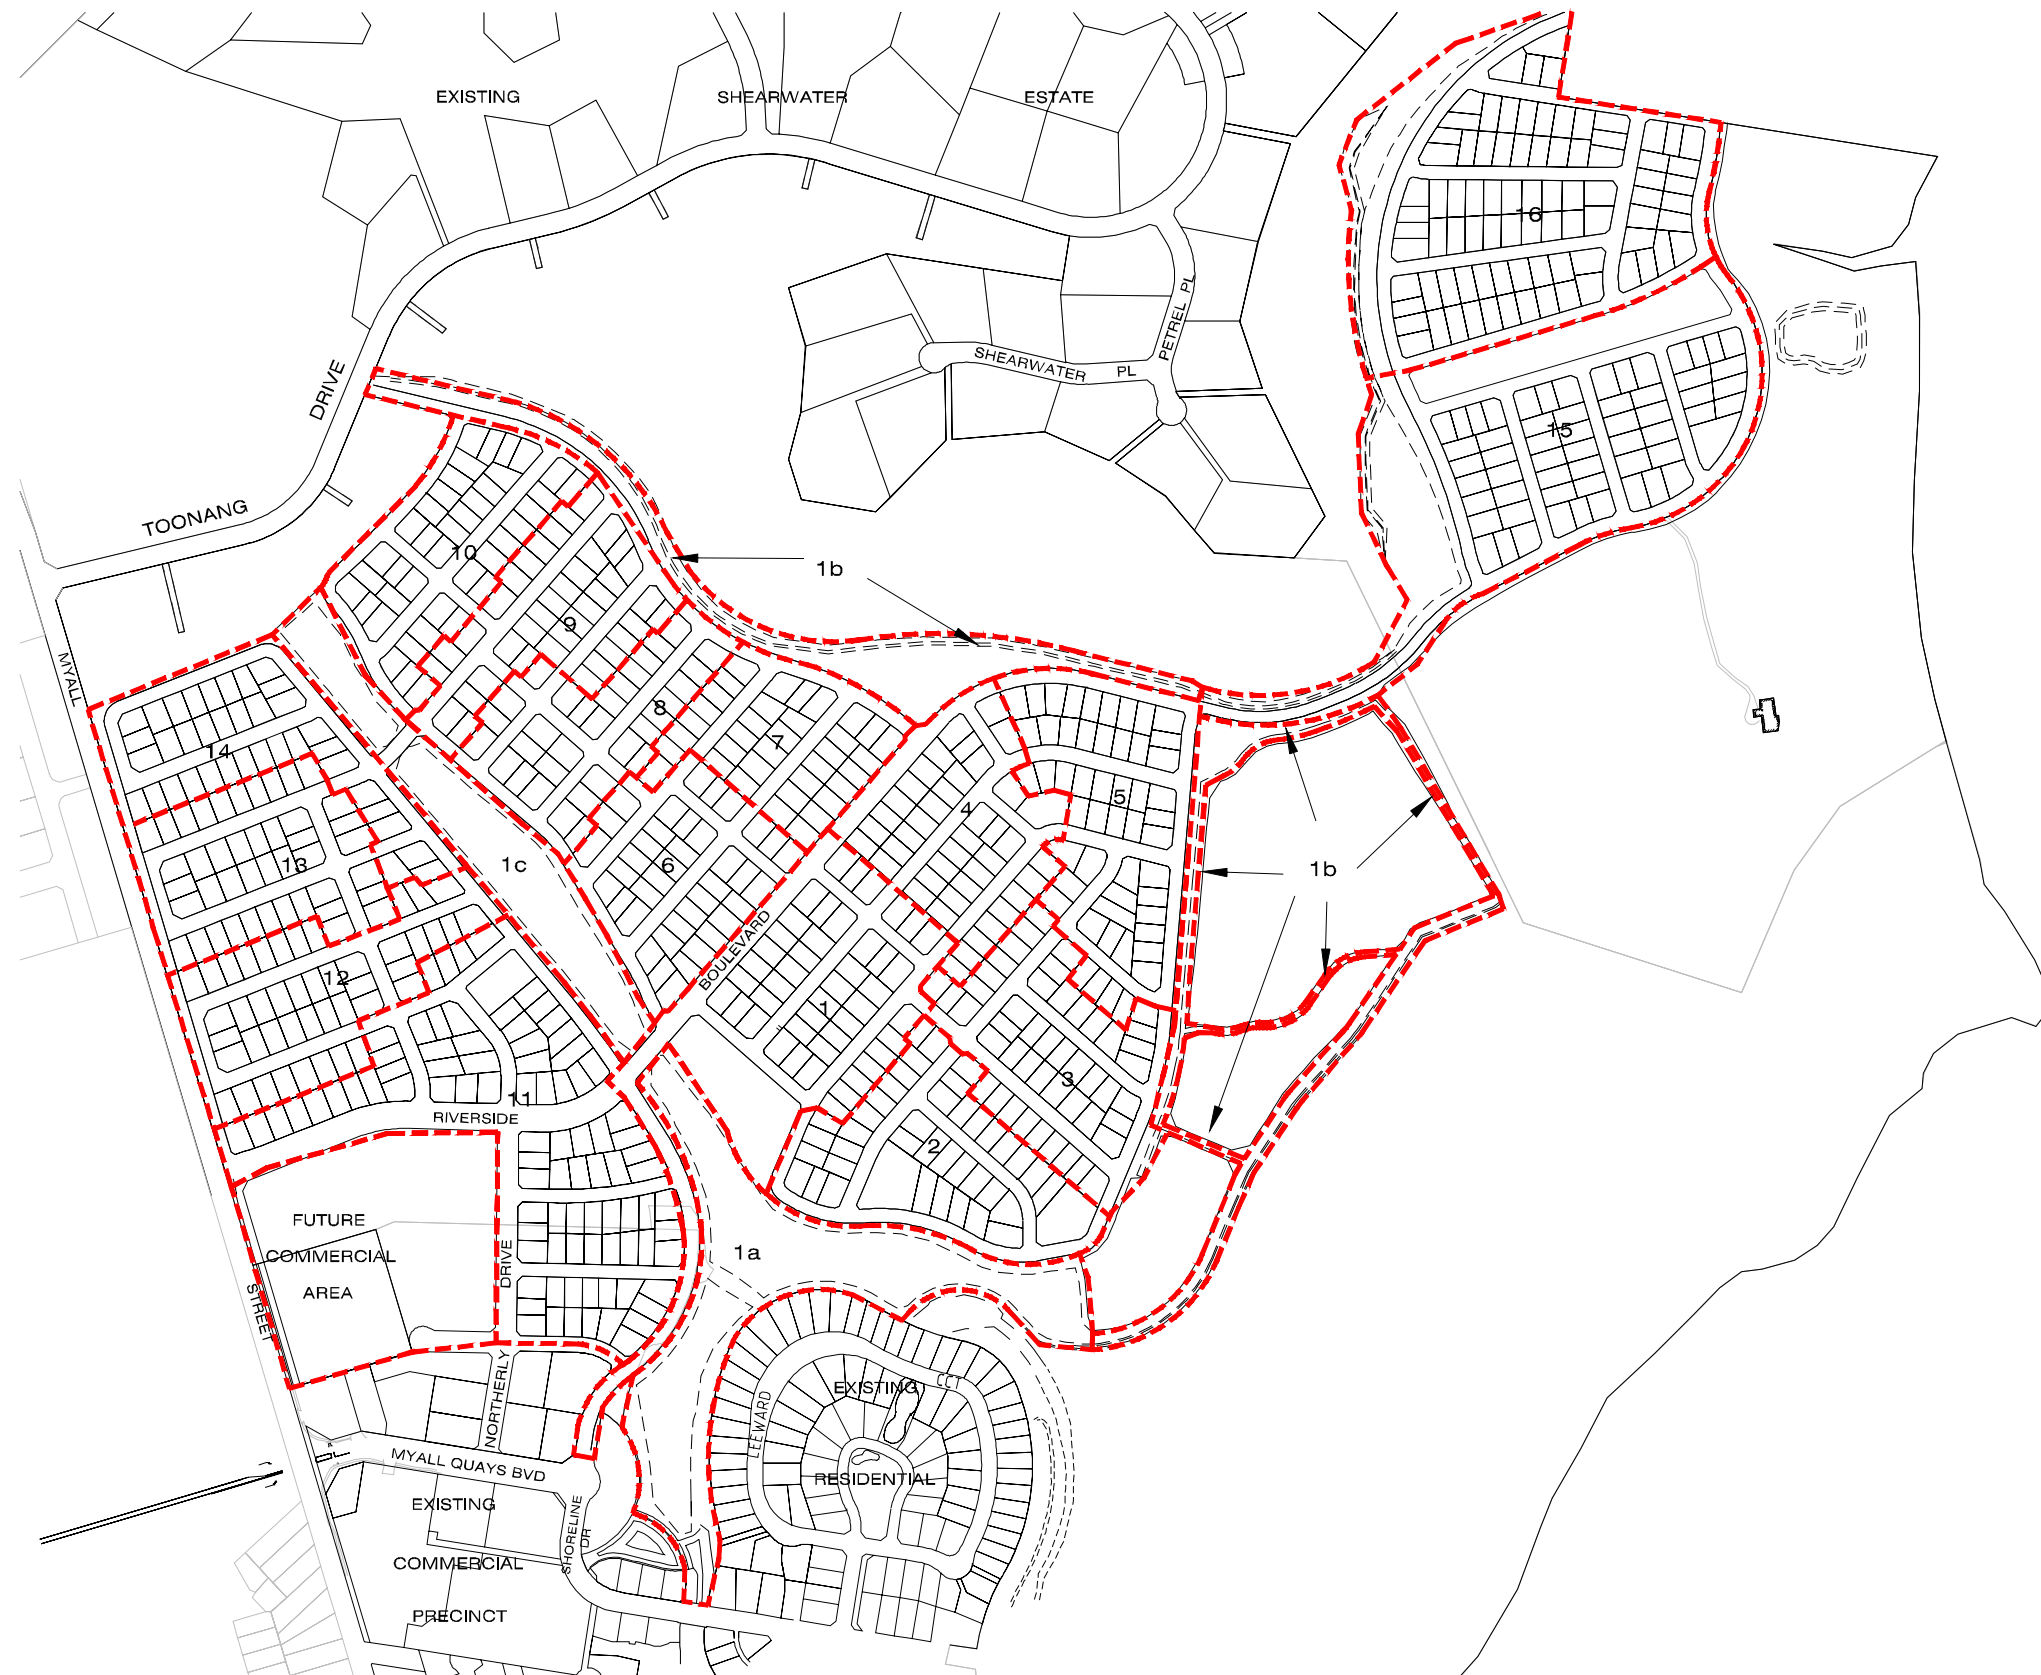 EXISTING SHEARWATER ESTATE
16
PETREL PL
SHEARWATER PL
DRIVE
15
TOONANG
10
1b
9
MYALL
8
7
14
5
4
13
1c
6
1b
BOULEVARD
12
1
3
11
RIVERSIDE
2
FUTURE
COMMERCIAL
AREA
DRIVE
1a
STREET
NORTHERLY
EXISTING
CCT
LEEWARD
MYALL QUAYS BVD
RESIDENTIAL
EXISTING
SHORELINE
DR
COMMERCIAL
PRECINCT